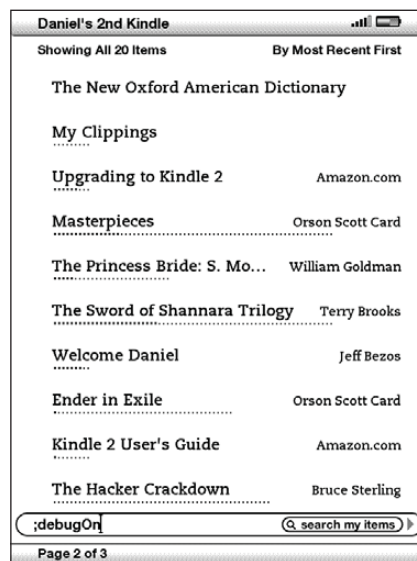 Daniel's 2nd Kindle
Showing All 20 Items By Most Recent First
The New Oxford American Dictionary
My Clippings
Upgrading to Kindle 2 Amazon.com
Masterpieces Orson Scott Card
The Princess Bride: S. Mo... William Goldman
The Sword of Shannara Trilogy Terry Brooks
Welcome Daniel Jeff Bezos
Ender in Exile Orson Scott Card
Kindle 2 User's Guide Amazon.com
The Hacker Crackdown Bruce Sterling
;debugOn search my items
Page 2 of 3